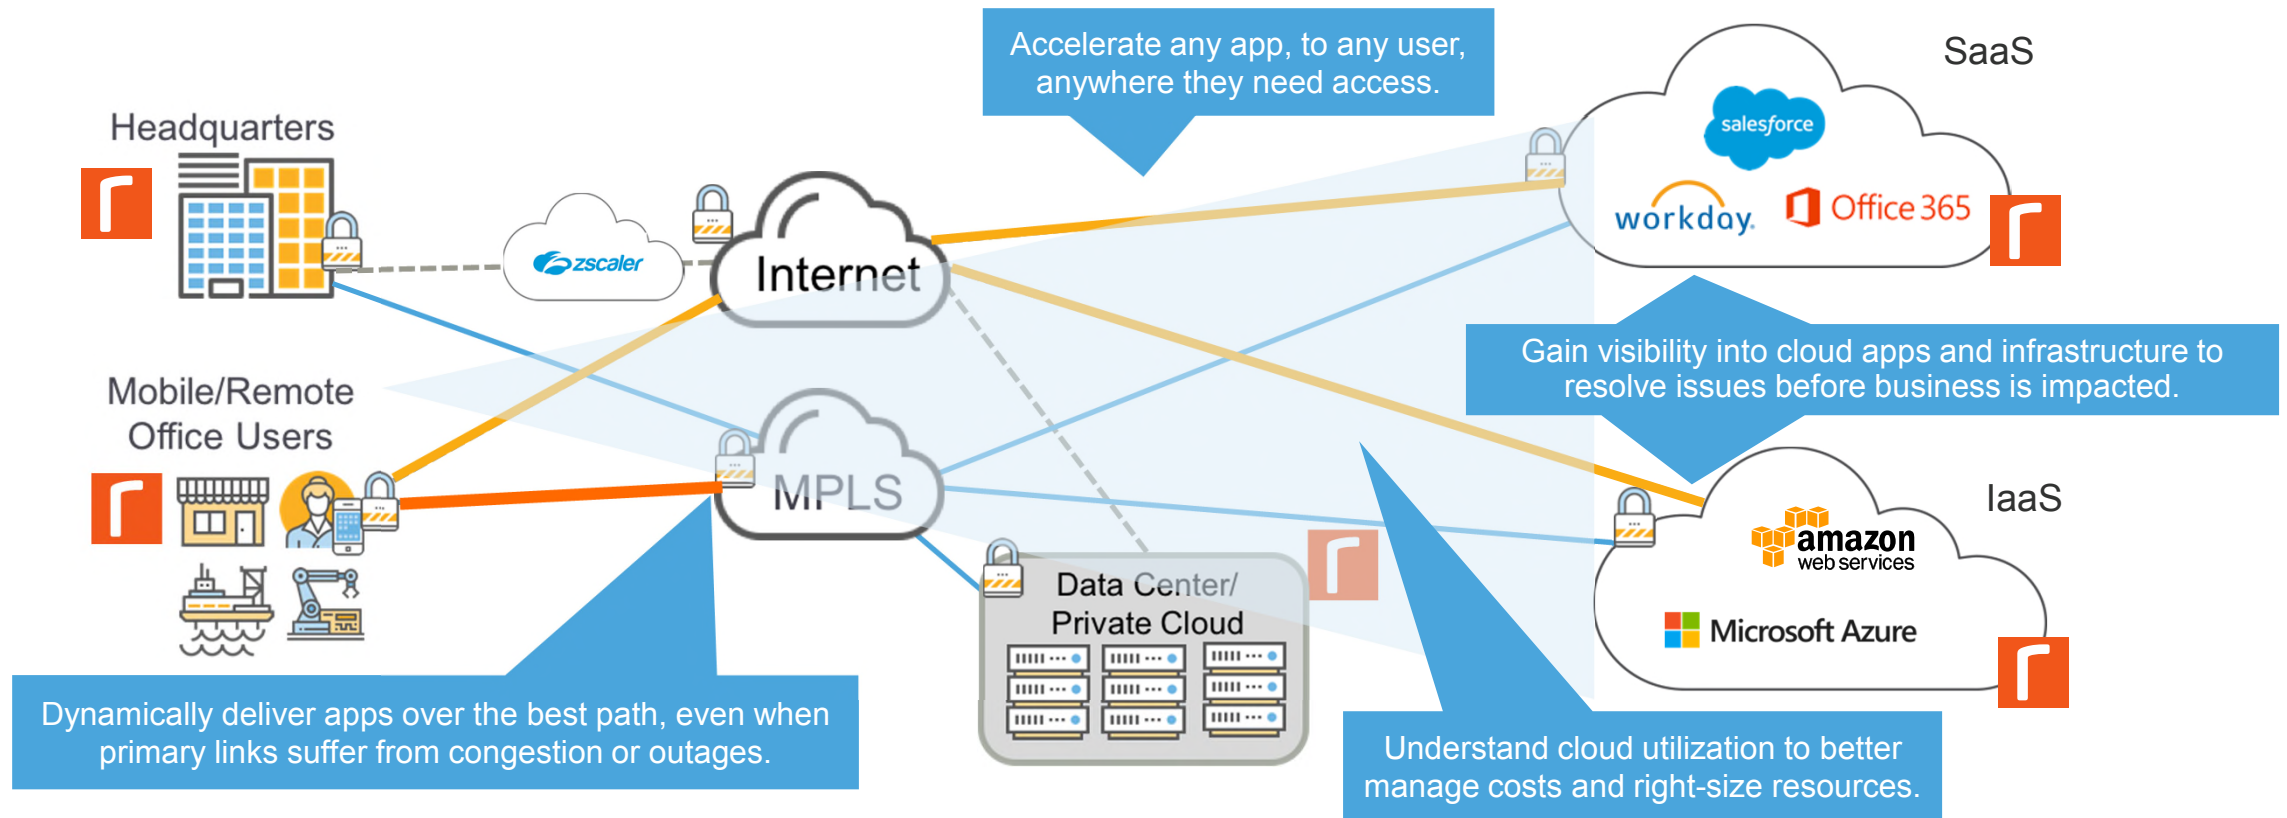 Accelerate any app, to any user,
anywhere they need access.
SaaS
Headquarters
salesforce
workday.
Office 365
zscaler
Internet
Gain visibility into cloud apps and infrastructure to
resolve issues before business is impacted.
Mobile/Remote
Office Users
MPLS
IaaS
amazon
web services
Data Center/
Private Cloud
Microsoft Azure
Dynamically deliver apps over the best path, even when
primary links suffer from congestion or outages.
Understand cloud utilization to better
manage costs and right-size resources.